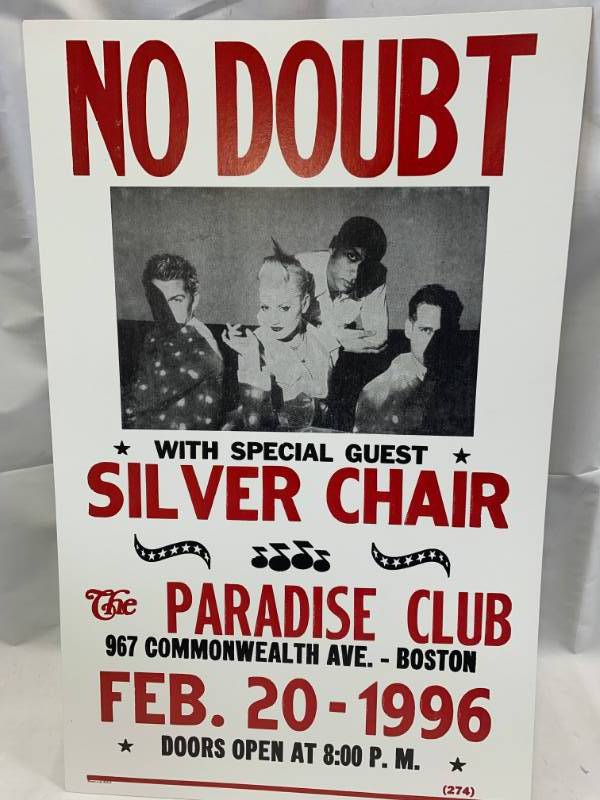 NO DOUBT
WITH SPECIAL GUEST
SILVER CHAIR
The PARADISE CLUB
967 COMMONWEALTH AVE. - BOSTON
FEB. 20 - 1996
DOORS OPEN AT 8:00 P. M.
(274)